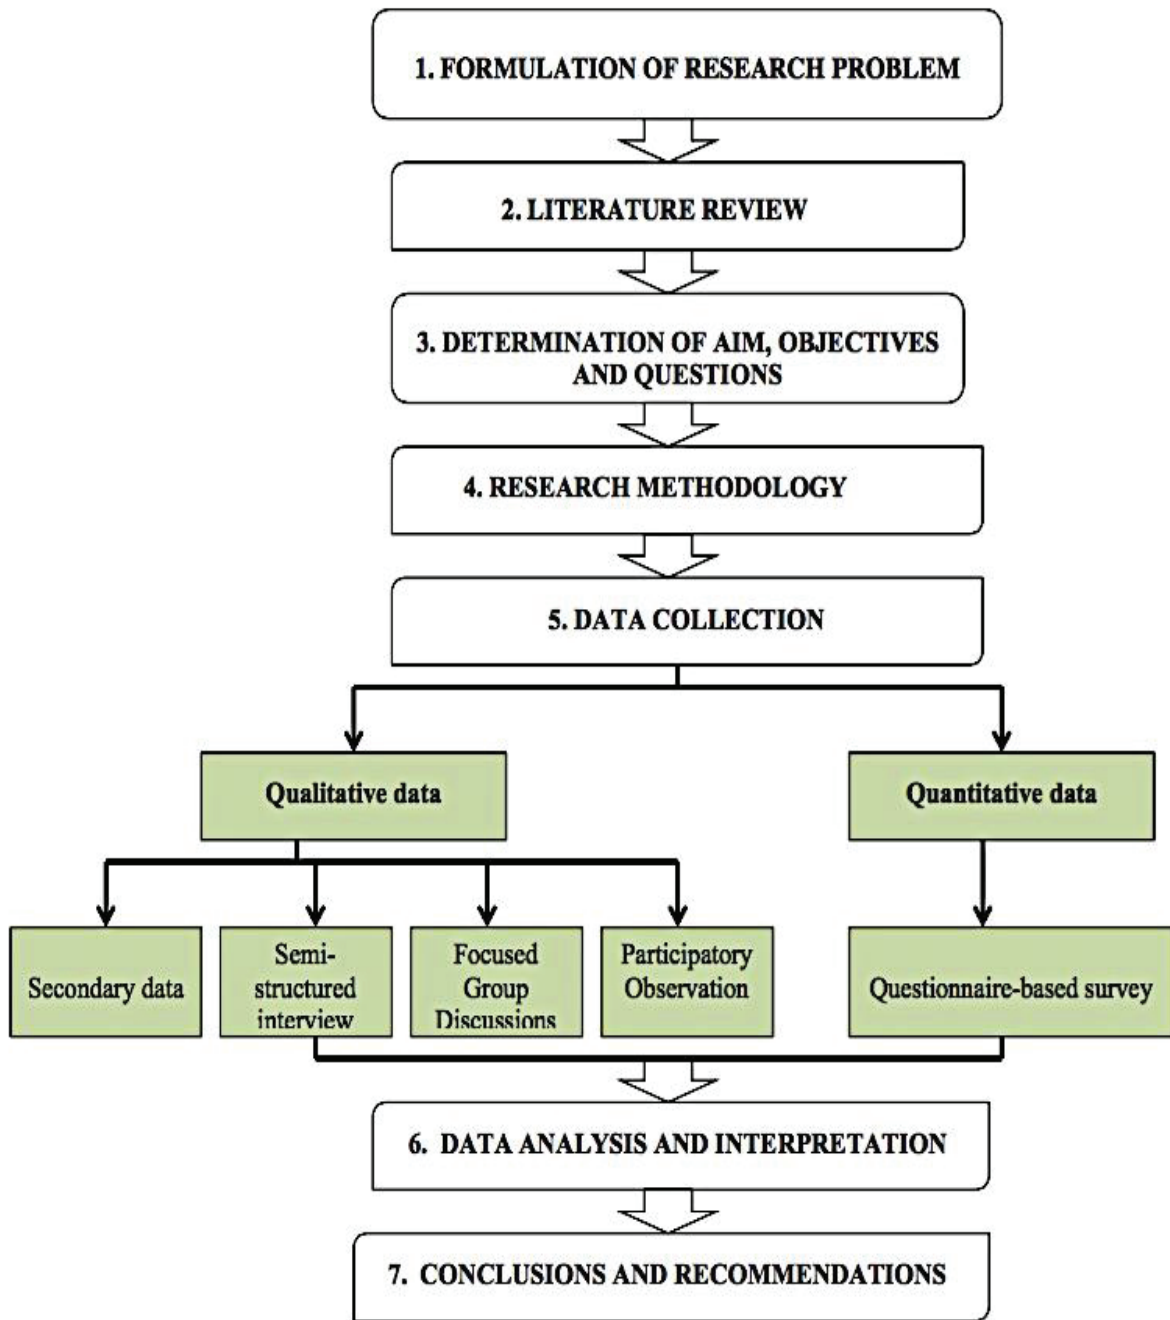 1. FORMULATION OF RESEARCH PROBLEM
2. LITERATURE REVIEW
3. DETERMINATION OF AIM, OBJECTIVES
AND QUESTIONS
4. RESEARCH METHODOLOGY
5. DATA COLLECTION
Qualitative data
Quantitative data
Secondary data
Semi-
structured
interview
Focused
Group
Discussions
Participatory
Observation
Questionnaire-based survey
6. DATA ANALYSIS AND INTERPRETATION
7. CONCLUSIONS AND RECOMMENDATIONS